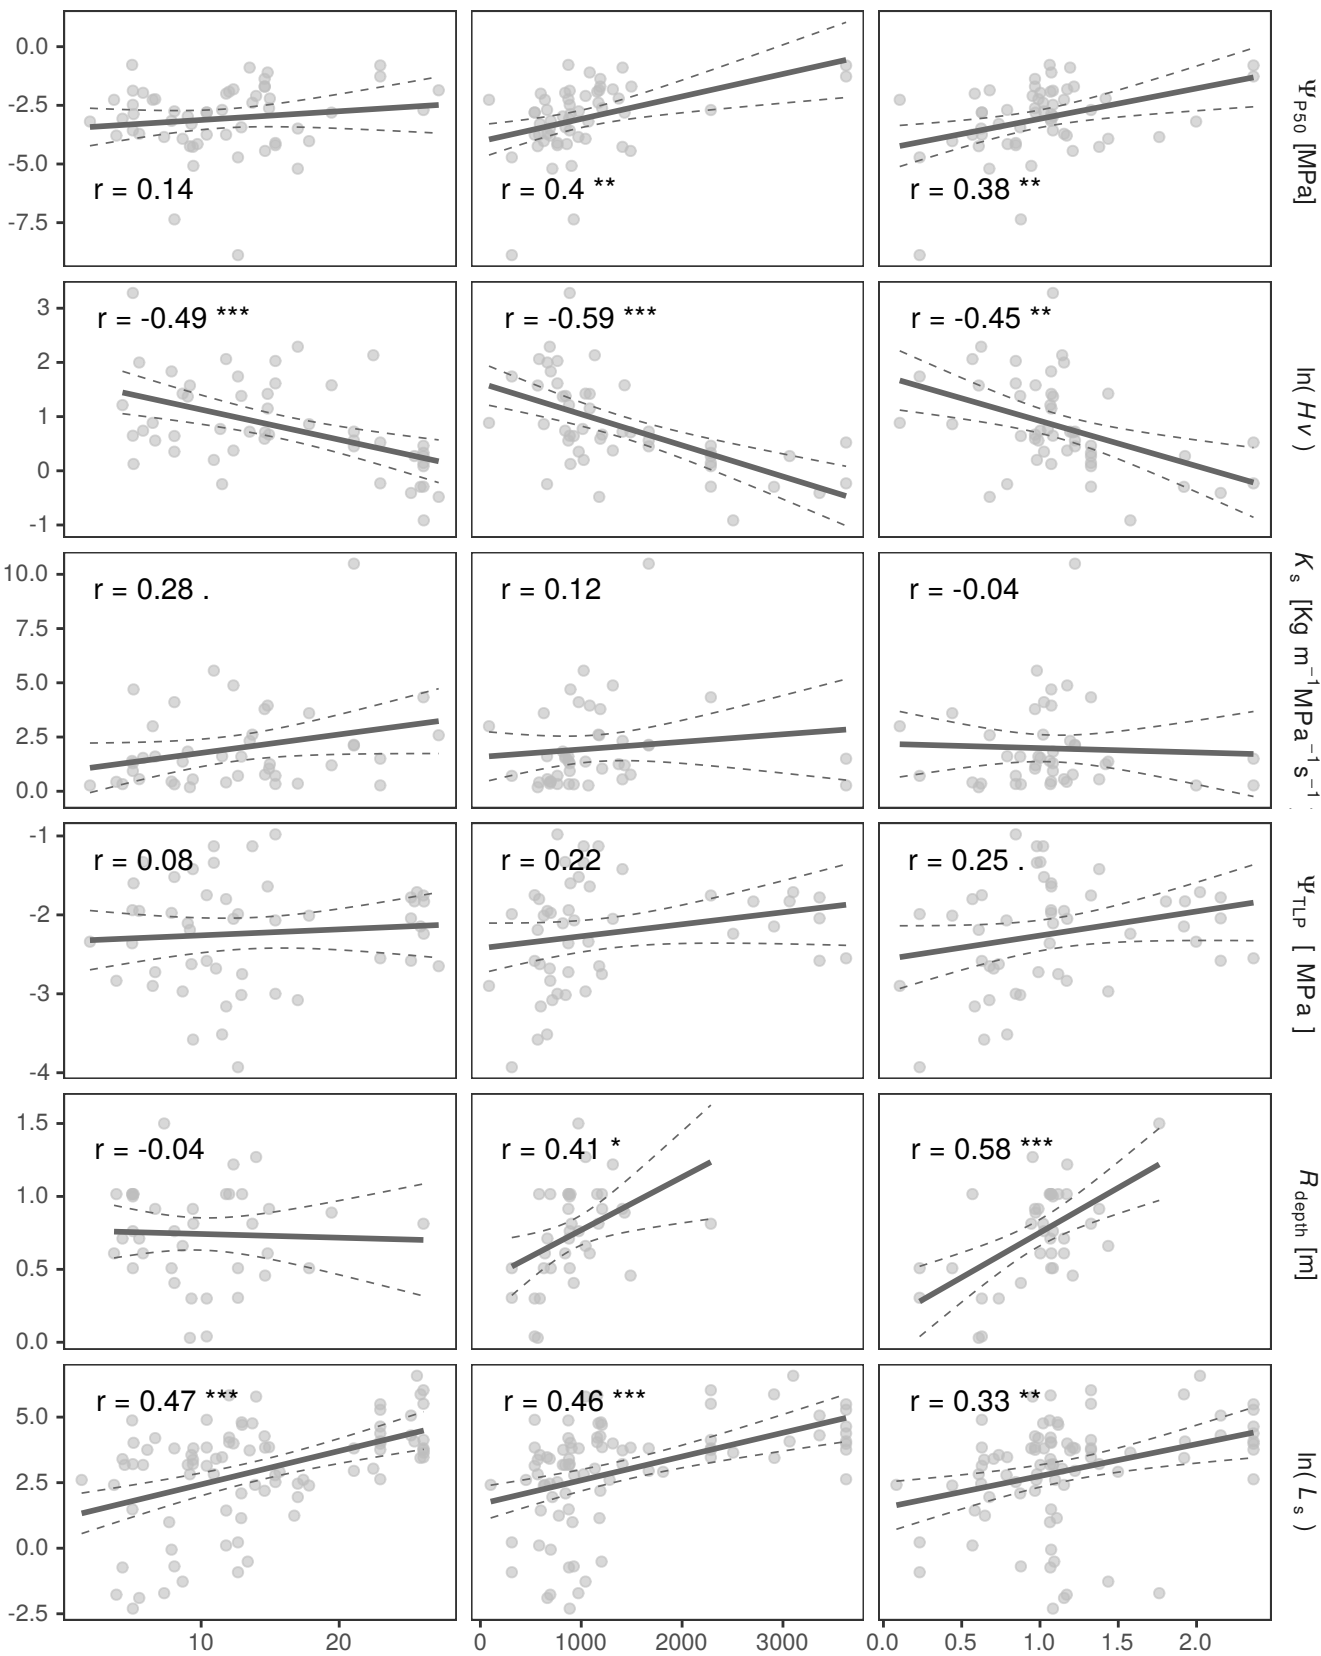 0.0
-2.5
-5.0
-7.5
r = 0.14
r = 0.4 **
r = 0.38 **
Ψ P50 [MPa]
3
2
1
0
-1
r = -0.49 ***
r = -0.59 ***
r = -0.45 **
ln( Hv )
10.0
7.5
5.0
2.5
0.0
r = 0.28 .
r = 0.12
r = -0.04
K s [Kg m−1MPa−1s−1
-1
-2
-3
-4
r = 0.08
r = 0.22
r = 0.25 .
Ψ TLP [ MPa ]
1.5
1.0
0.5
0.0
r = -0.04
r = 0.41 *
r = 0.58 ***
R depth [m]
5.0
2.5
0.0
-2.5
r = 0.47 ***
r = 0.46 ***
r = 0.33 **
ln( L s )
10 20
0 1000 2000 3000
0.0 0.5 1.0 1.5 2.0